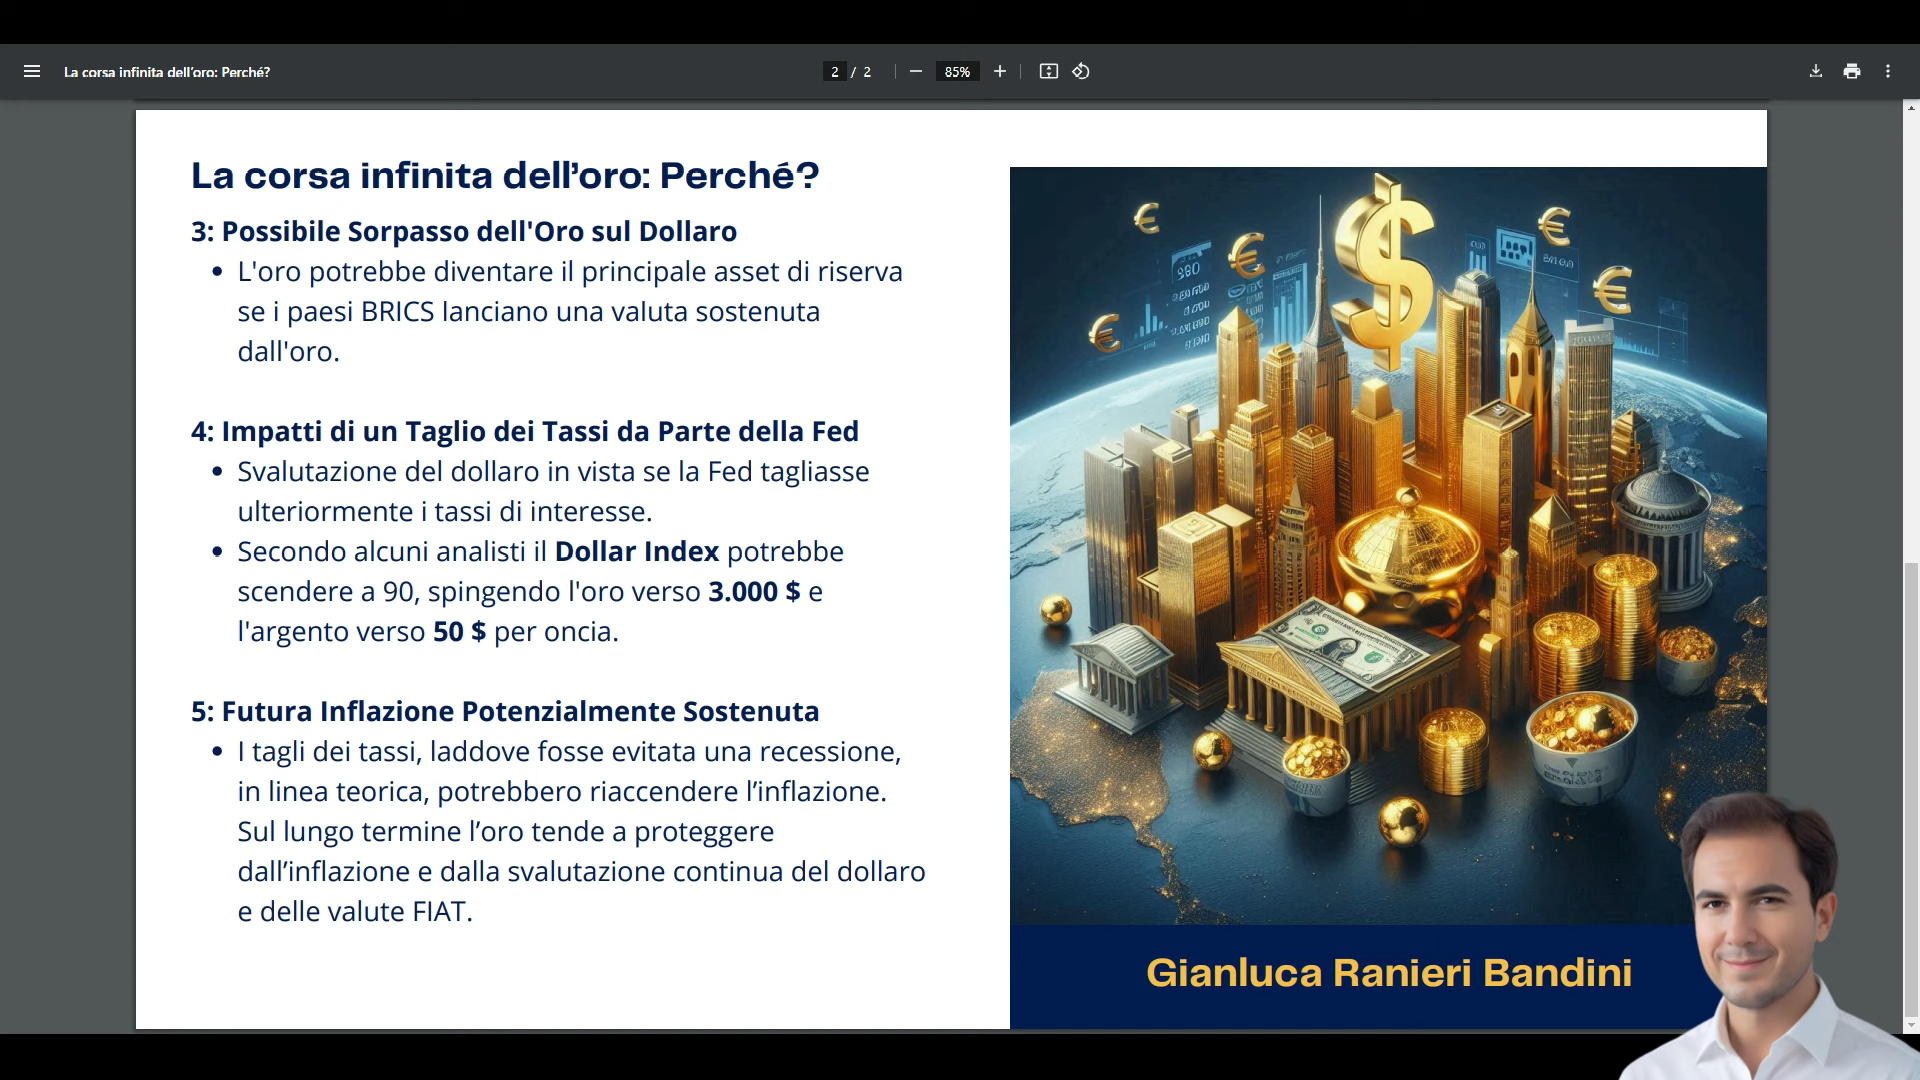 La corsa infinita dell'oro: Perché?
2 / 2
85%
La corsa infinita dell’oro: Perché?
3: Possibile Sorpasso dell'Oro sul Dollaro
• L'oro potrebbe diventare il principale asset di riserva
se i paesi BRICS lanciano una valuta sostenuta
dall'oro.
4: Impatti di un Taglio dei Tassi da Parte della Fed
• Svalutazione del dollaro in vista se la Fed tagliasse
ulteriormente i tassi di interesse.
• Secondo alcuni analisti il Dollar Index potrebbe
scendere a 90, spingendo l'oro verso 3.000 $ e
l'argento verso 50 $ per oncia.
5: Futura Inflazione Potenzialmente Sostenuta
• I tagli dei tassi, laddove fosse evitata una recessione,
in linea teorica, potrebbero riaccendere l’inflazione.
Sul lungo termine l’oro tende a proteggere
dall’inflazione e dalla svalutazione continua del dollaro
e delle valute FIAT.
€ € $ € € €
Gianluca Ranieri Bandini